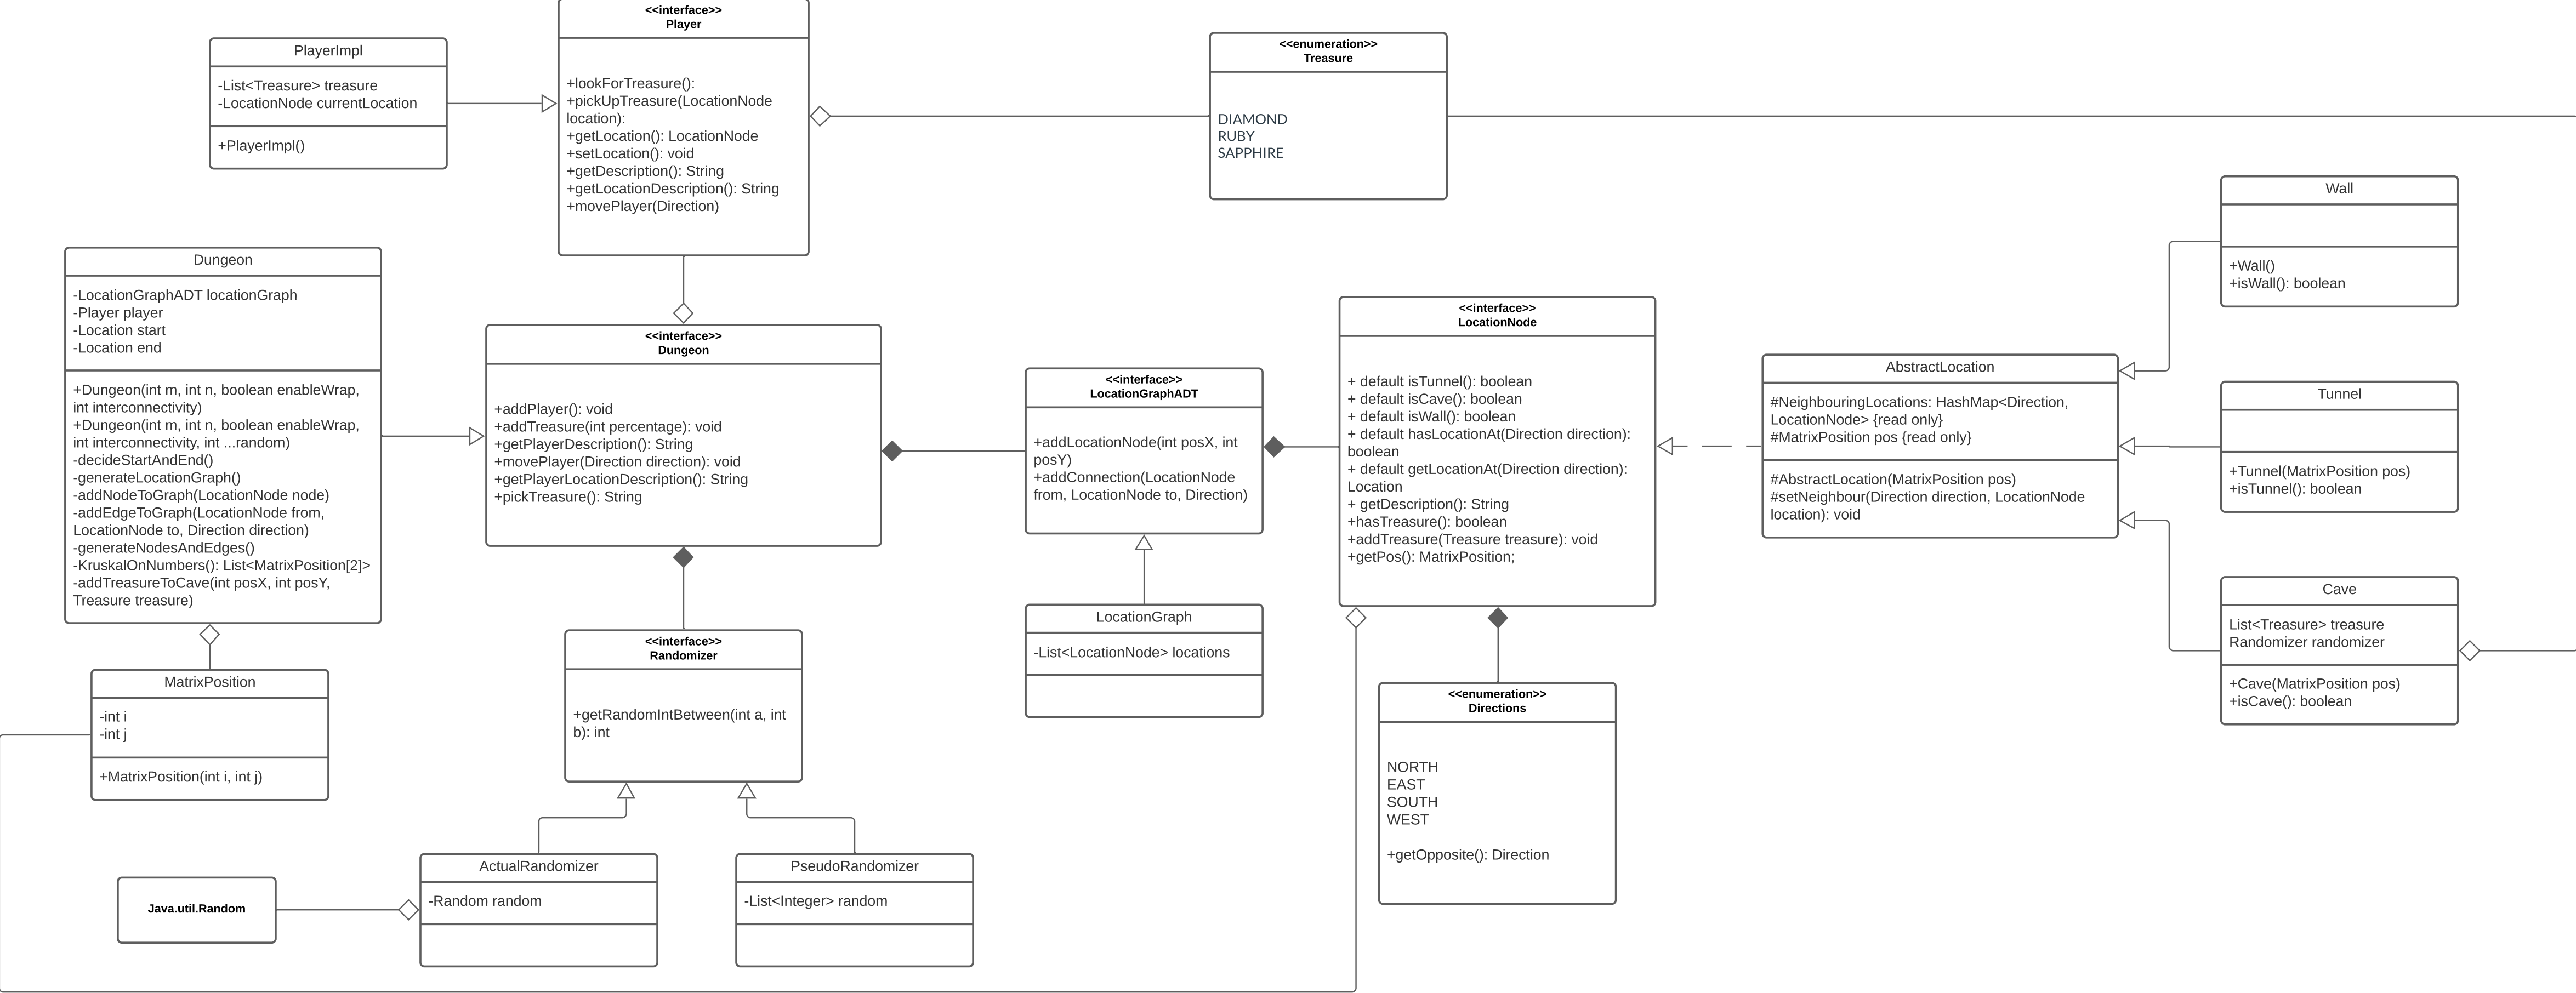 <<interface>>
Player
+lookForTreasure():
+pickUpTreasure(LocationNode
location):
+getLocation(): LocationNode
+setLocation(): void
+getDescription(): String
+getLocationDescription(): String
+movePlayer(Direction)
PlayerImpl
-List<Treasure> treasure
-LocationNode currentLocation
+PlayerImpl()
<<enumeration>>
Treasure
DIAMOND
RUBY
SAPPHIRE
Wall
+Wall()
+isWall(): boolean
Dungeon
-LocationGraphADT locationGraph
-Player player
-Location start
-Location end
+Dungeon(int m, int n, boolean enableWrap,
int interconnectivity)
+Dungeon(int m, int n, boolean enableWrap,
int interconnectivity, int ...random)
-decideStartAndEnd()
-generateLocationGraph()
-addNodeToGraph(LocationNode node)
-addEdgeToGraph(LocationNode from,
LocationNode to, Direction direction)
-generateNodesAndEdges()
-KruskalOnNumbers(): List<MatrixPosition[2]>
-addTreasureToCave(int posX, int posY,
Treasure treasure)
<<interface>>
Dungeon
+addPlayer(): void
+addTreasure(int percentage): void
+getPlayerDescription(): String
+movePlayer(Direction direction): void
+getPlayerLocationDescription(): String
+pickTreasure(): String
<<interface>>
LocationGraphADT
+addLocationNode(int posX, int
posY)
+addConnection(LocationNode
from, LocationNode to, Direction)
<<interface>>
LocationNode
+ default isTunnel(): boolean
+ default isCave(): boolean
+ default isWall(): boolean
+ default hasLocationAt(Direction direction):
boolean
+ default getLocationAt(Direction direction):
Location
+ getDescription(): String
+hasTreasure(): boolean
+addTreasure(Treasure treasure): void
+getPos(): MatrixPosition;
AbstractLocation
#NeighbouringLocations: HashMap<Direction,
LocationNode> {read only}
#MatrixPosition pos {read only}
#AbstractLocation(MatrixPosition pos)
#setNeighbour(Direction direction, LocationNode
location): void
Tunnel
+Tunnel(MatrixPosition pos)
+isTunnel(): boolean
Cave
List<Treasure> treasure
Randomizer randomizer
+Cave(MatrixPosition pos)
+isCave(): boolean
LocationGraph
-List<LocationNode> locations
<<interface>>
Randomizer
+getRandomIntBetween(int a, int
b): int
MatrixPosition
-int i
-int j
+MatrixPosition(int i, int j)
<<enumeration>>
Directions
NORTH
EAST
SOUTH
WEST
+getOpposite(): Direction
Java.util.Random
ActualRandomizer
-Random random
PseudoRandomizer
-List<Integer> random